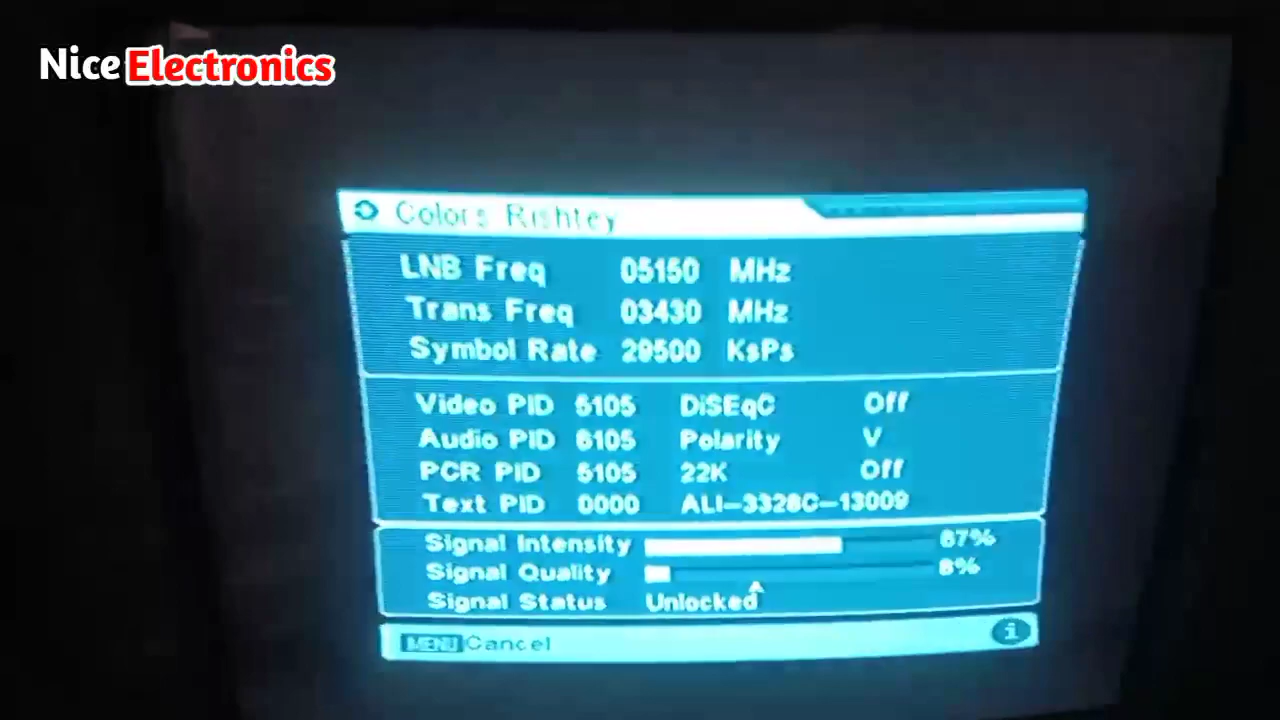 Nice Electronics
Colors Rishtey
LNB Freq 05150 MHz
Trans Freq 03430 MHz
Symbol Rate 29500 KsPs
Video PID 5105 DiSEqC Off
Audio PID 6105 Polarity V
PCR PID 5105 22K Off
Text PID 0000 ALI-3328C-13009
Signal Intensity 67%
Signal Quality 8%
Signal Status Unlocked
MENU Cancel i